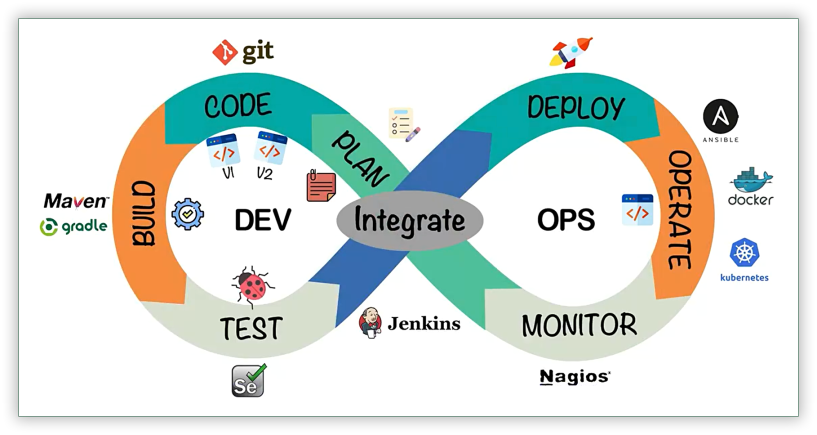 git
CODE
DEPLOY
PLAN
ANSIBLE
</>
V1
</>
V2
Maven
gradle
BUILD
DEV
Integrate
OPS
</>
OPERATE
docker
kubernetes
TEST
Jenkins
MONITOR
Se
Nagios®